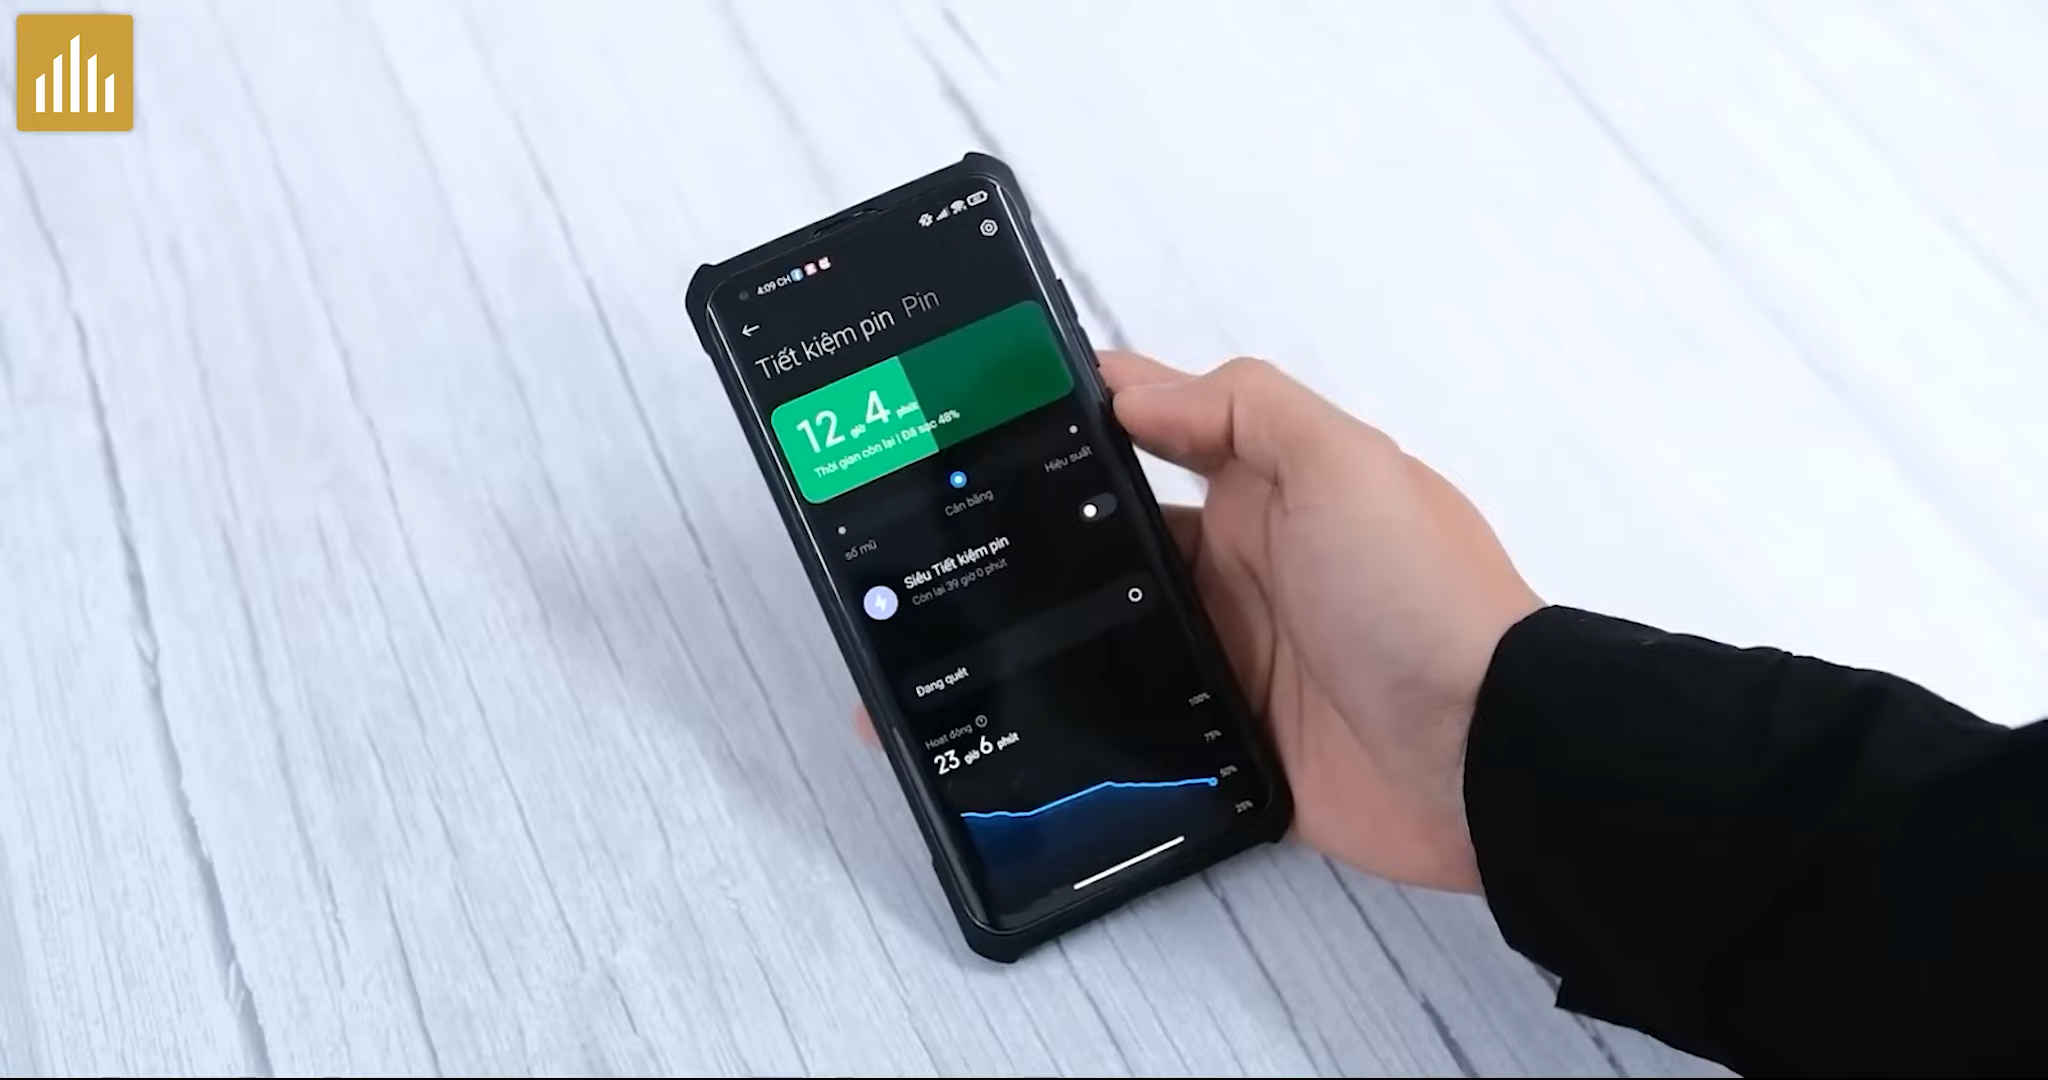 4:09 CH
Tiết kiệm pin Pin
12 giờ 4 phút
Thời gian còn lại | Đã sạc 48%
Hiệu suất
Cân bằng
số mũ
Siêu Tiết kiệm pin
Còn lại 39 giờ 0 phút
Đang quét
Hoạt động
23 giờ 6 phút
100%
75%
50%
25%